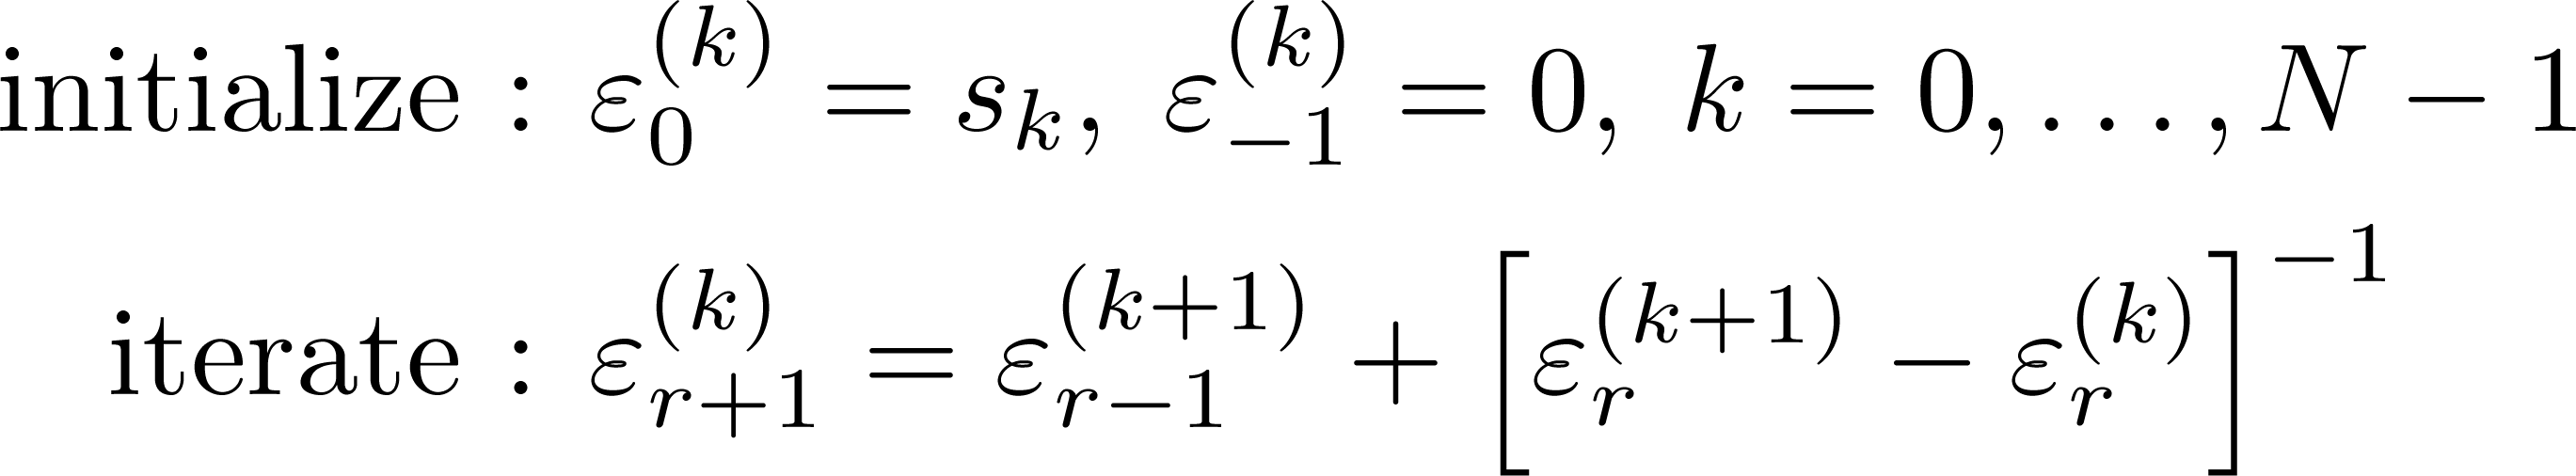 initialize : ε_0^{(k)} = s_k, ε_{-1}^{(k)} = 0, k = 0, . . . , N − 1
iterate : ε_{r+1}^{(k)} = ε_{r−1}^{(k+1)} + [ε_r^{(k+1)} − ε_r^{(k)}]^{−1}